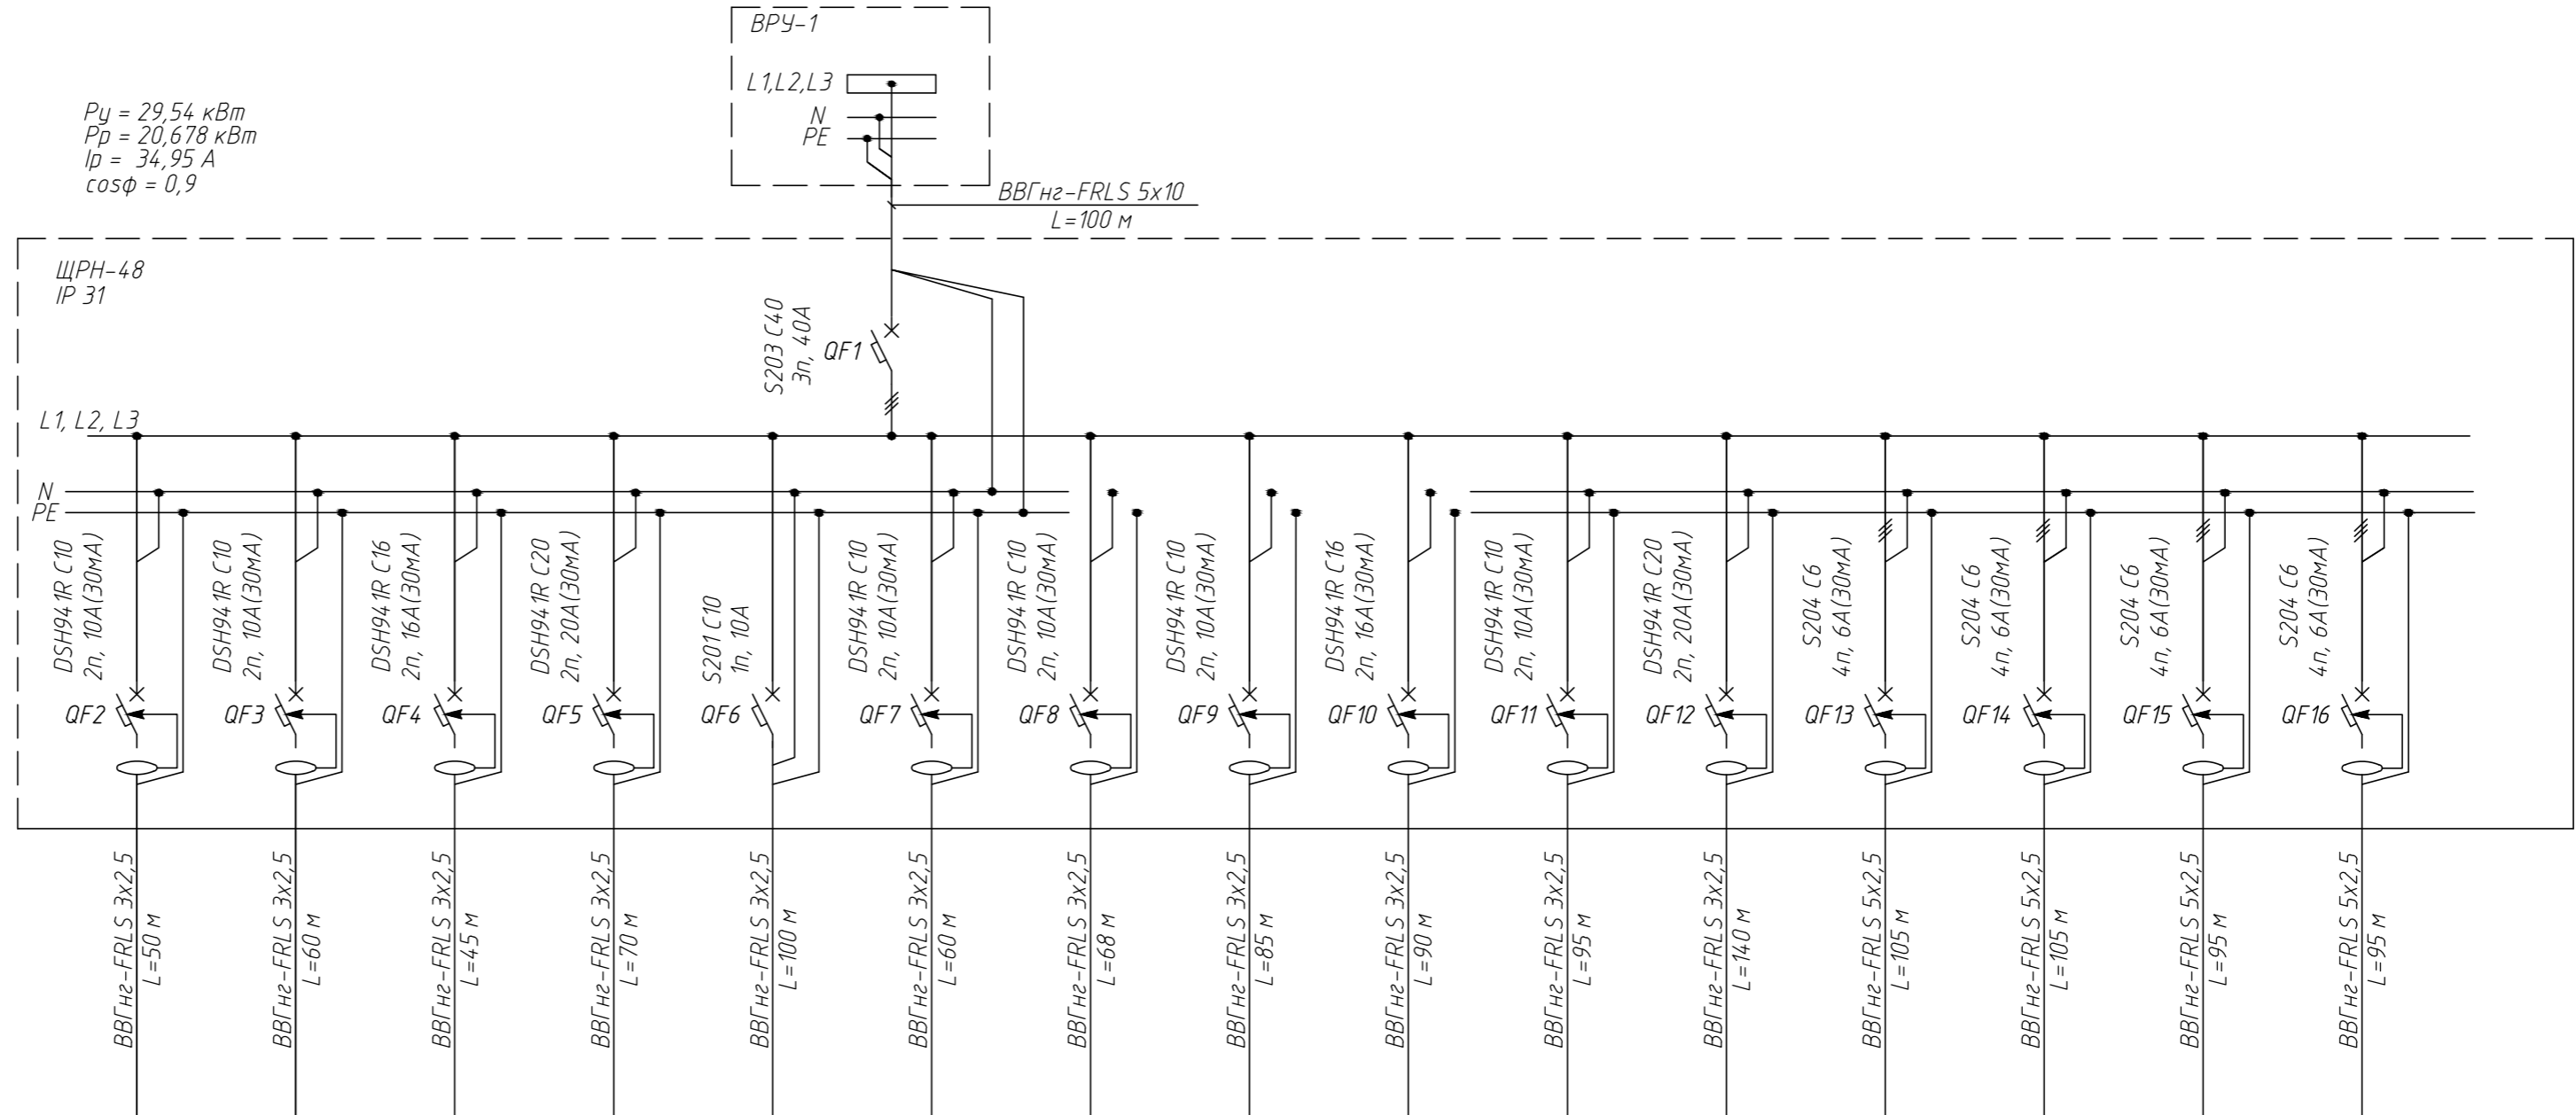 ВРУ-1
L1,L2,L3
N
PE
Ру = 29,54 кВт
Рр = 20,678 кВт
Iр = 34,95 А
cosφ = 0,9
ВВГнг-FRLS 5х10
L=100 м
ЩРН-48
IP 31
S203 C40
3п, 40А
QF1
L1, L2, L3
N
PE
DSH941R C10
2п, 10А(30мА)
QF2
DSH941R C10
2п, 10А(30мА)
QF3
DSH941R C16
2п, 16А(30мА)
QF4
DSH941R C20
2п, 20А(30мА)
QF5
S201 C10
1п, 10А
QF6
DSH941R C10
2п, 10А(30мА)
QF7
DSH941R C10
2п, 10А(30мА)
QF8
DSH941R C10
2п, 10А(30мА)
QF9
DSH941R C16
2п, 16А(30мА)
QF10
DSH941R C10
2п, 10А(30мА)
QF11
DSH941R C20
2п, 20А(30мА)
QF12
S204 C6
4п, 6А(30мА)
QF13
S204 C6
4п, 6А(30мА)
QF14
S204 C6
4п, 6А(30мА)
QF15
S204 C6
4п, 6А(30мА)
QF16
ВВГнг-FRLS 3х2,5
L=50 м
ВВГнг-FRLS 3х2,5
L=60 м
ВВГнг-FRLS 3х2,5
L=45 м
ВВГнг-FRLS 3х2,5
L=70 м
ВВГнг-FRLS 3х2,5
L=100 м
ВВГнг-FRLS 3х2,5
L=60 м
ВВГнг-FRLS 3х2,5
L=68 м
ВВГнг-FRLS 3х2,5
L=85 м
ВВГнг-FRLS 3х2,5
L=90 м
ВВГнг-FRLS 3х2,5
L=95 м
ВВГнг-FRLS 3х2,5
L=140 м
ВВГнг-FRLS 5х2,5
L=105 м
ВВГнг-FRLS 5х2,5
L=105 м
ВВГнг-FRLS 5х2,5
L=95 м
ВВГнг-FRLS 5х2,5
L=95 м